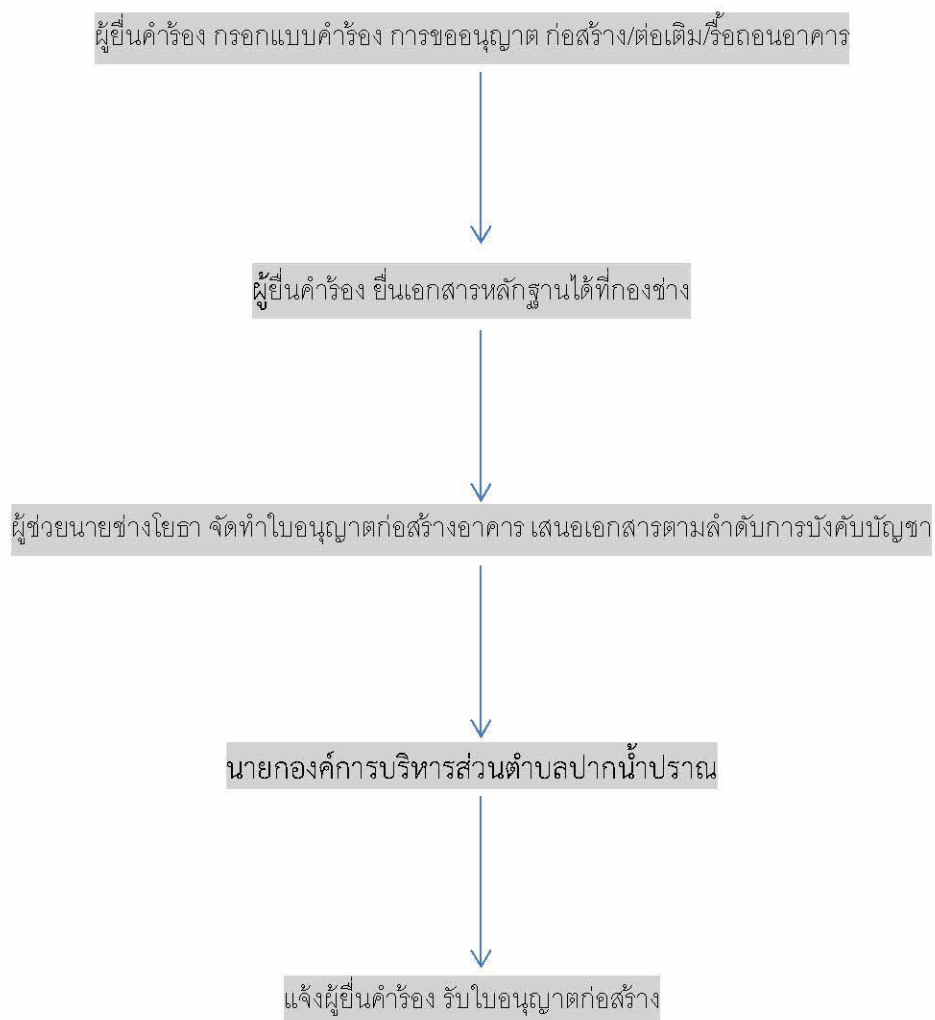 ผู้ยื่นคำร้อง กรอกแบบคำร้อง การขออนุญาต ก่อสร้าง/ต่อเติม/รื้อถอนอาคาร
ผู้ยื่นคำร้อง ยื่นเอกสารหลักฐานได้ที่กองช่าง
ผู้ช่วยนายช่างโยธา จัดทำใบอนุญาตก่อสร้างอาคาร เสนอเอกสารตามลำดับการบังคับบัญชา
นายกองค์การบริหารส่วนตำบลปากน้ำปราณ
แจ้งผู้ยื่นคำร้อง รับใบอนุญาตก่อสร้าง